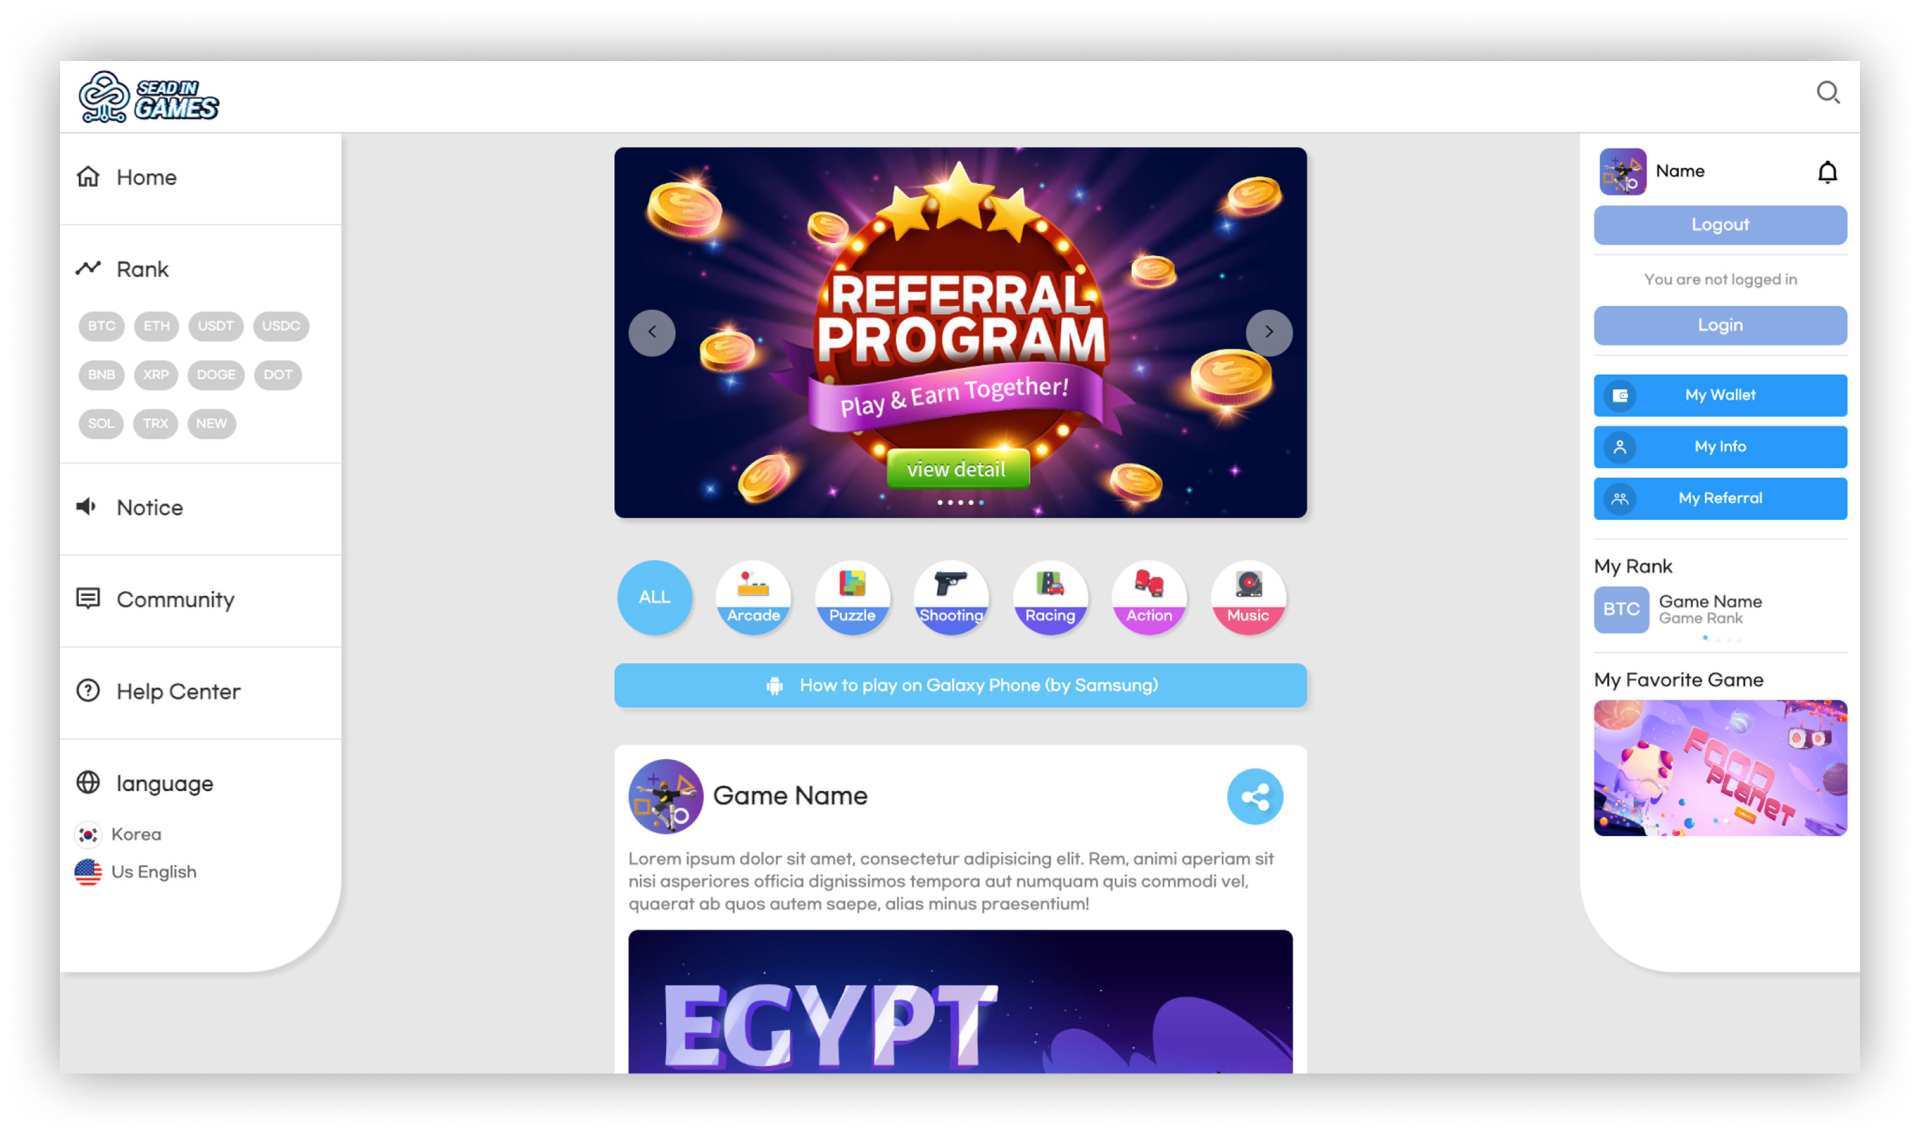 SEAD IN
GAMES
Home
Rank
BTC ETH USDT USDC
BNB XRP DOGE DOT
SOL TRX NEW
Notice
Community
Help Center
language
Korea
Us English
REFERRAL
PROGRAM
Play & Earn Together!
view detail
ALL Arcade Puzzle Shooting Racing Action Music
How to play on Galaxy Phone (by Samsung)
Game Name
Lorem ipsum dolor sit amet, consectetur adipisicing elit. Rem, animi aperiam sit
nisi asperiores officia dignissimos tempora aut numquam quis commodi vel,
quaerat ab quos autem saepe, alias minus praesentium!
EGYPT
Name
Logout
You are not logged in
Login
My Wallet
My Info
My Referral
My Rank
BTC
Game Name
Game Rank
My Favorite Game
FOOD
PLANET